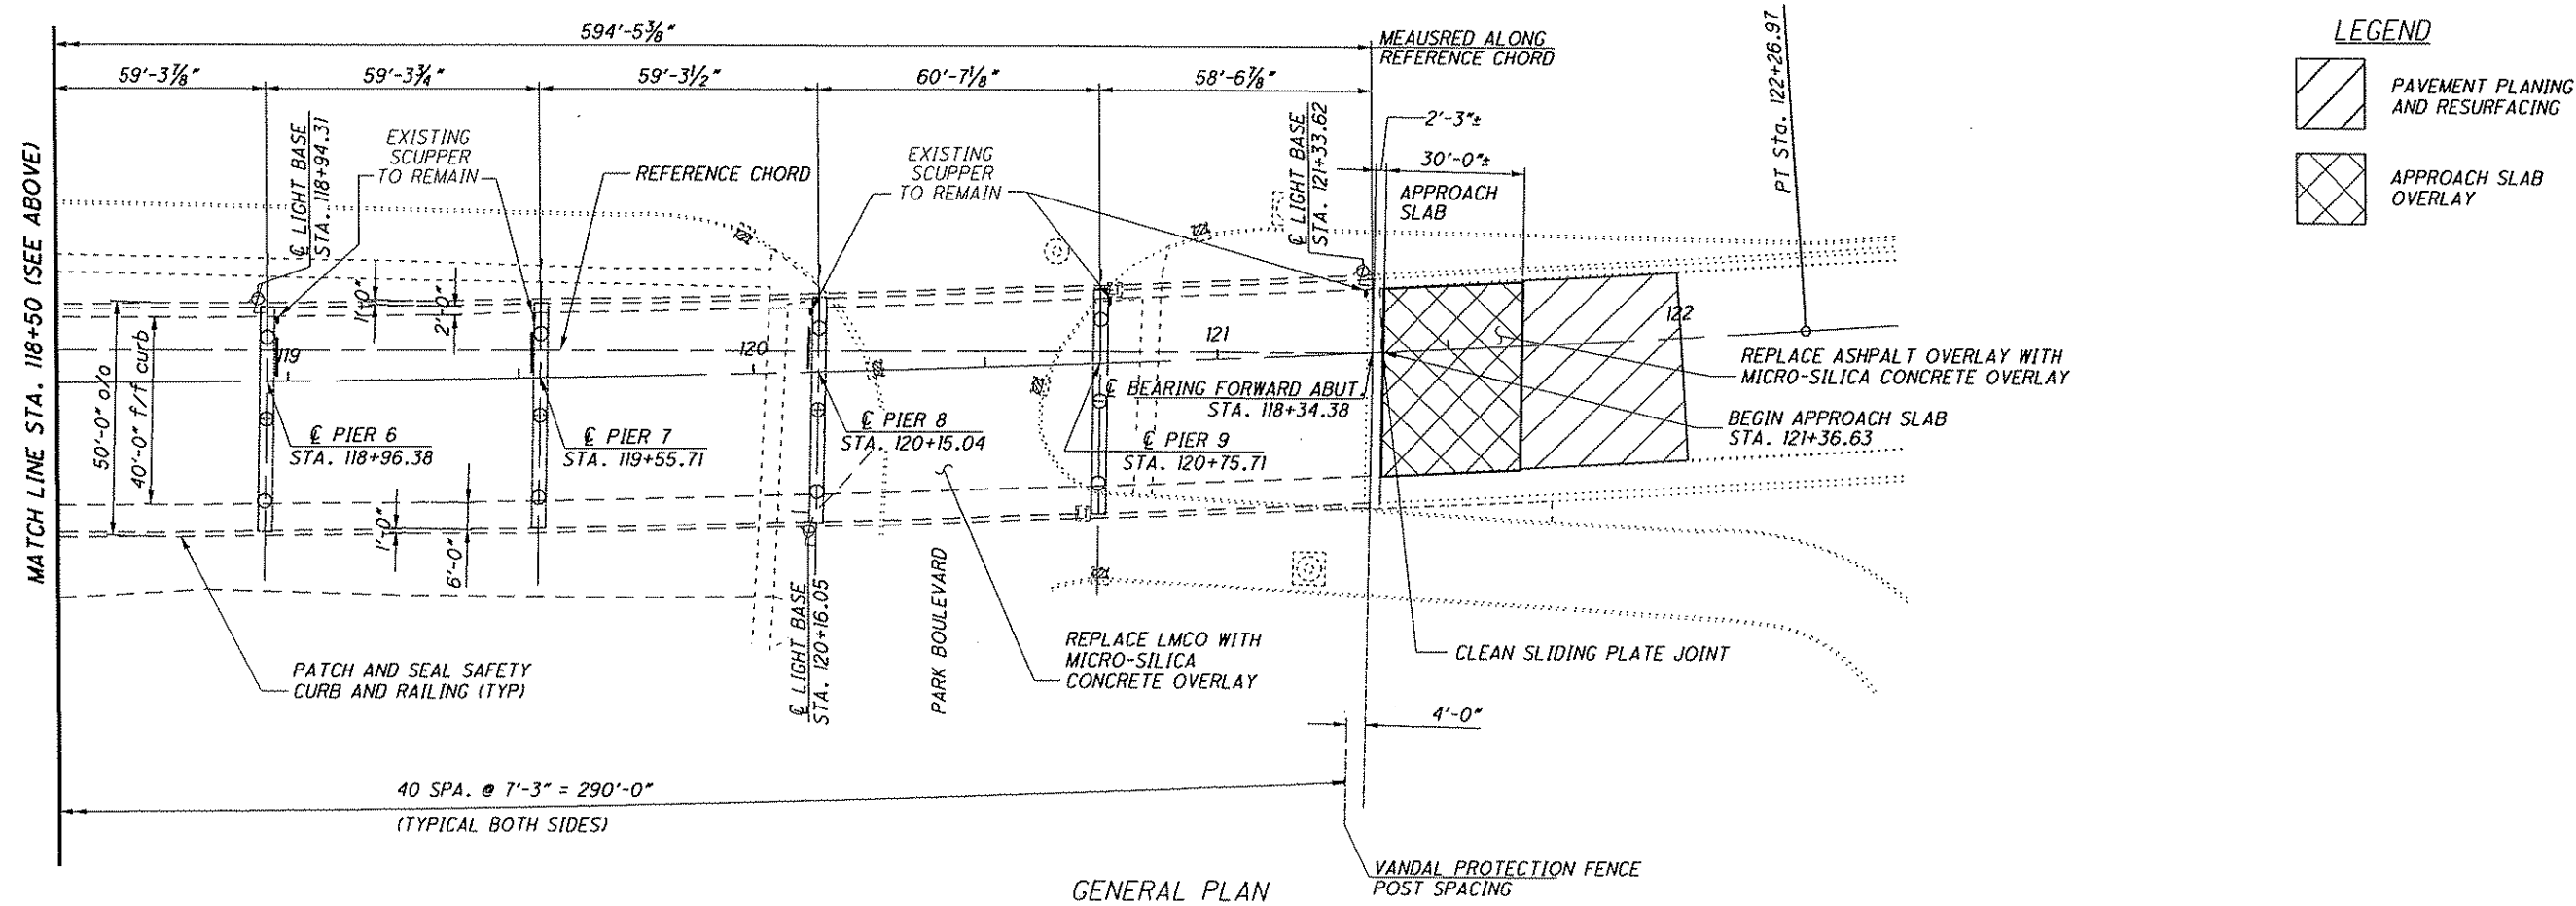 594'-5⅜"
MEAUSRED ALONG
REFERENCE CHORD
59'-3⅞"
59'-3¾"
59'-3½"
60'-7⅛"
58'-6⅞"
PT Sta. 122+26.97
LEGEND
PAVEMENT PLANING
AND RESURFACING
APPROACH SLAB
OVERLAY
MATCH LINE STA. 118+50 (SEE ABOVE)
℄ LIGHT BASE
STA. 118+94.31
EXISTING
SCUPPER
TO REMAIN
REFERENCE CHORD
EXISTING
SCUPPER
TO REMAIN
℄ LIGHT BASE
STA. 121+33.62
2'-3"±
30'-0"±
APPROACH
SLAB
50'-0" o/o
40'-0" f/f curb
1'-0"
2'-0"
119
120
121
122
℄ PIER 6
STA. 118+96.38
℄ PIER 7
STA. 119+55.71
℄ PIER 8
STA. 120+15.04
℄ PIER 9
STA. 120+75.71
℄ BEARING FORWARD ABUT.
STA. 118+34.38
REPLACE ASHPALT OVERLAY WITH
MICRO-SILICA CONCRETE OVERLAY
BEGIN APPROACH SLAB
STA. 121+36.63
1'-0"
6'-0"
℄ LIGHT BASE
STA. 120+16.05
PARK BOULEVARD
PATCH AND SEAL SAFETY
CURB AND RAILING (TYP)
REPLACE LMCO WITH
MICRO-SILICA
CONCRETE OVERLAY
CLEAN SLIDING PLATE JOINT
4'-0"
40 SPA. @ 7'-3" = 290'-0"
(TYPICAL BOTH SIDES)
VANDAL PROTECTION FENCE
POST SPACING
GENERAL PLAN